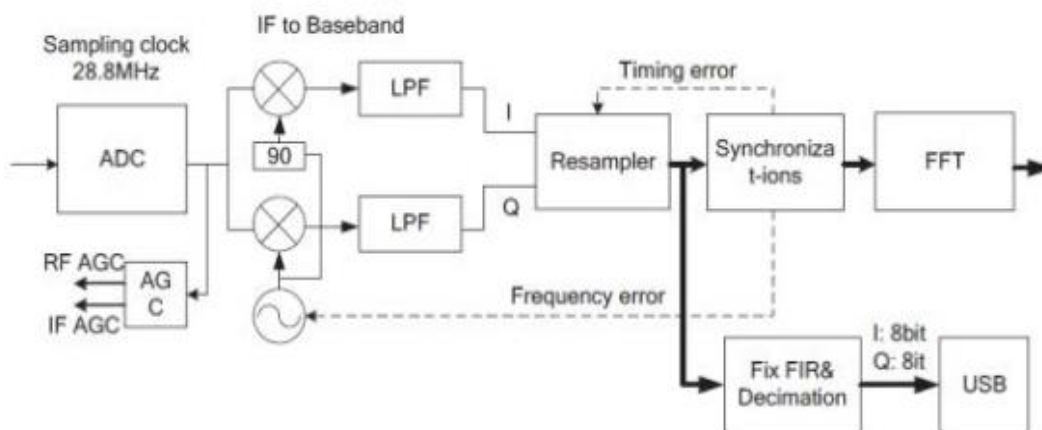 Sampling clock
28.8MHz
IF to Baseband
ADC
LPF
90
LPF
I
Q
Timing error
Resampler
Synchronizat
t-ions
FFT
RF AGC
IF AGC
AG
C
Frequency error
Fix FIR&
Decimation
I: 8bit
Q: 8it
USB